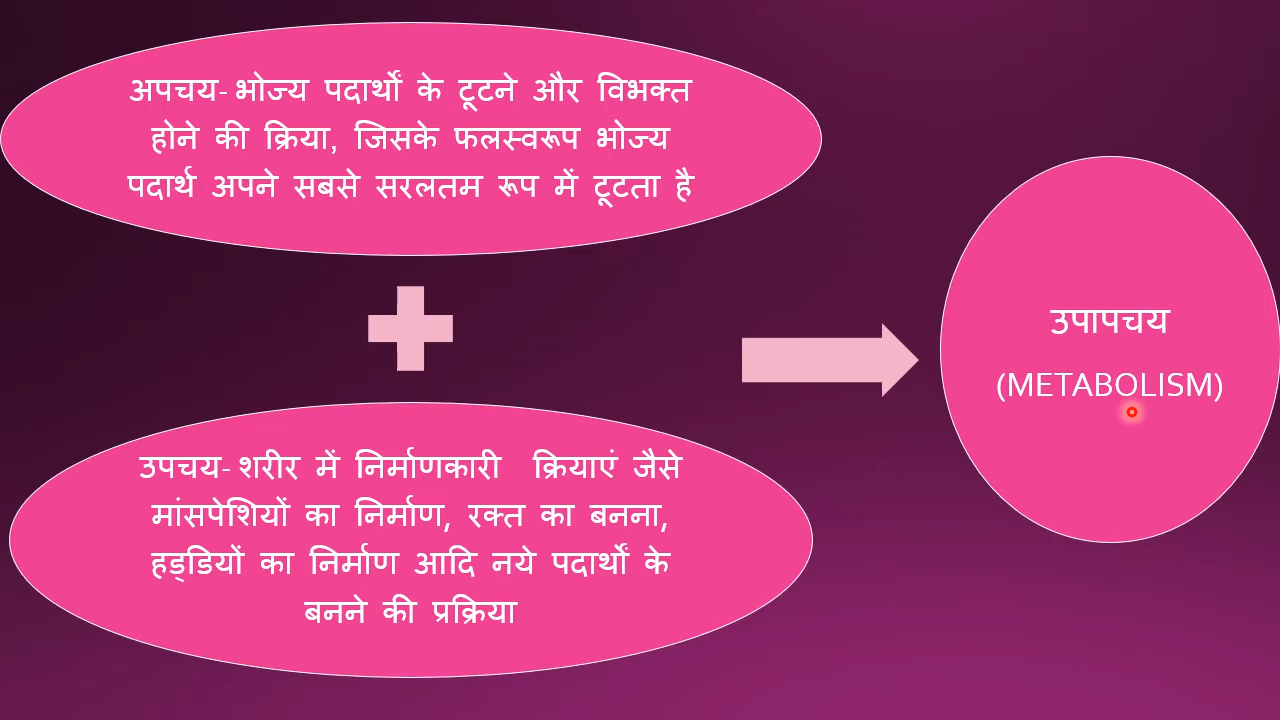 अपचय- भोज्य पदार्थों के टूटने और विभक्त
होने की क्रिया, जिसके फलस्वरूप भोज्य
पदार्थ अपने सबसे सरलतम रूप में टूटता है
उपचय- शरीर में निर्माणकारी क्रियाएं जैसे
मांसपेशियों का निर्माण, रक्त का बनना,
हड्डियों का निर्माण आदि नये पदार्थों के
बनने की प्रक्रिया
उपापचय
(METABOLISM)